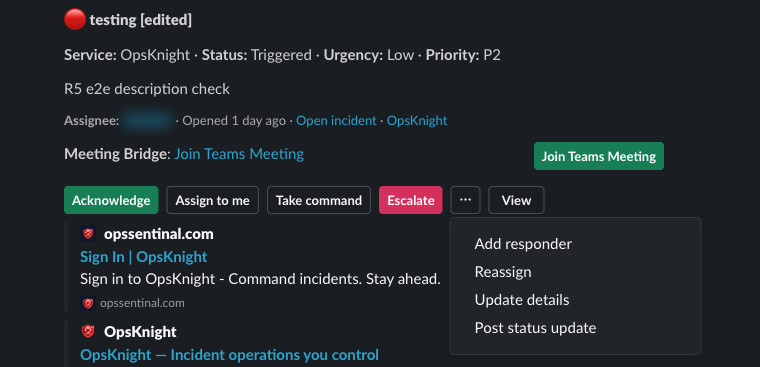 testing [edited]
Service: OpsKnight · Status: Triggered · Urgency: Low · Priority: P2
R5 e2e description check
Assignee: · Opened 1 day ago · Open incident · OpsKnight
Meeting Bridge: Join Teams Meeting
Join Teams Meeting
Acknowledge Assign to me Take command Escalate ... View
Add responder
Reassign
Update details
Post status update
opssentinal.com
Sign In | OpsKnight
Sign in to OpsKnight - Command incidents. Stay ahead.
opssentinal.com
OpsKnight
OpsKnight — Incident operations you control